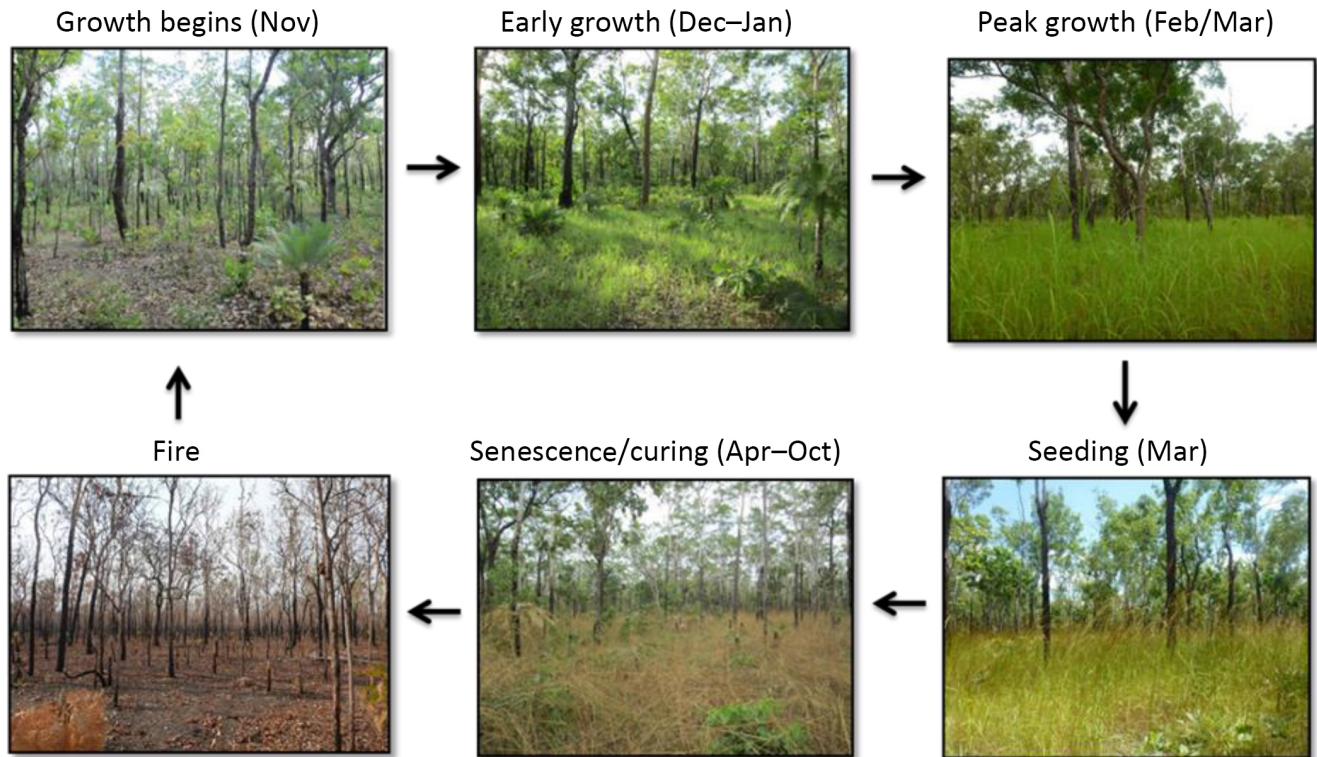 Growth begins (Nov)
Early growth (Dec–Jan)
Peak growth (Feb/Mar)
Fire
Senescence/curing (Apr–Oct)
Seeding (Mar)